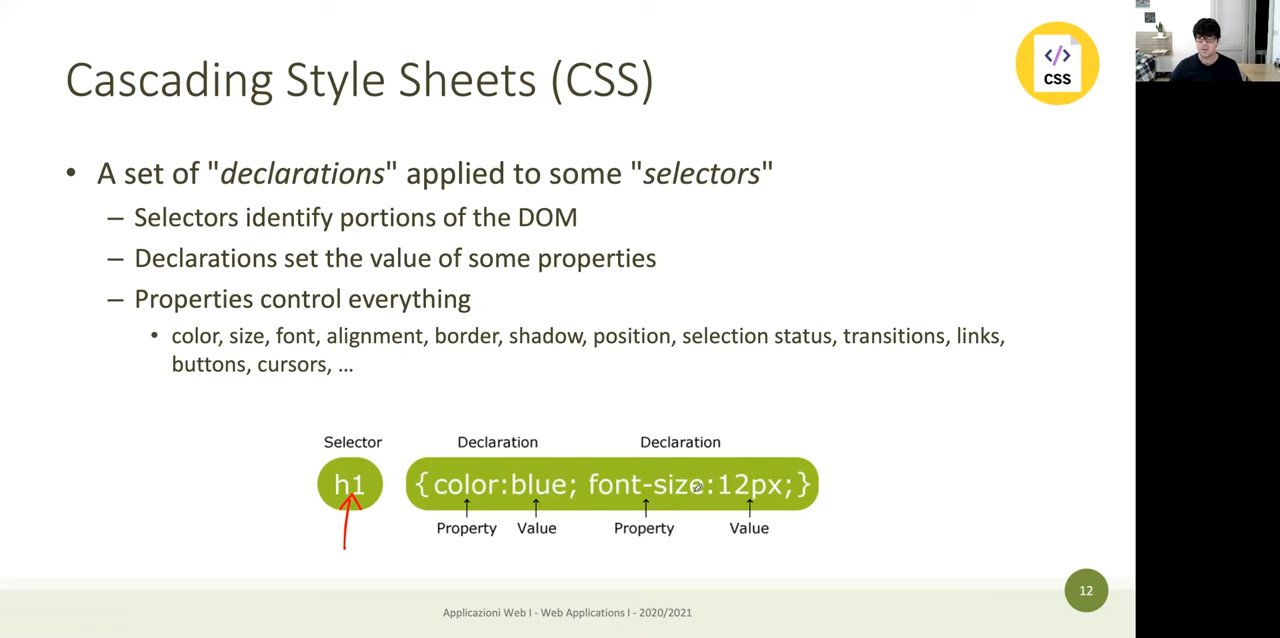 Cascading Style Sheets (CSS)
</>
CSS
• A set of "declarations" applied to some "selectors"
– Selectors identify portions of the DOM
– Declarations set the value of some properties
– Properties control everything
• color, size, font, alignment, border, shadow, position, selection status, transitions, links,
buttons, cursors, …
Selector Declaration Declaration
h1 {color:blue; font-size:12px;}
Property Value Property Value
12
Applicazioni Web I - Web Applications I - 2020/2021